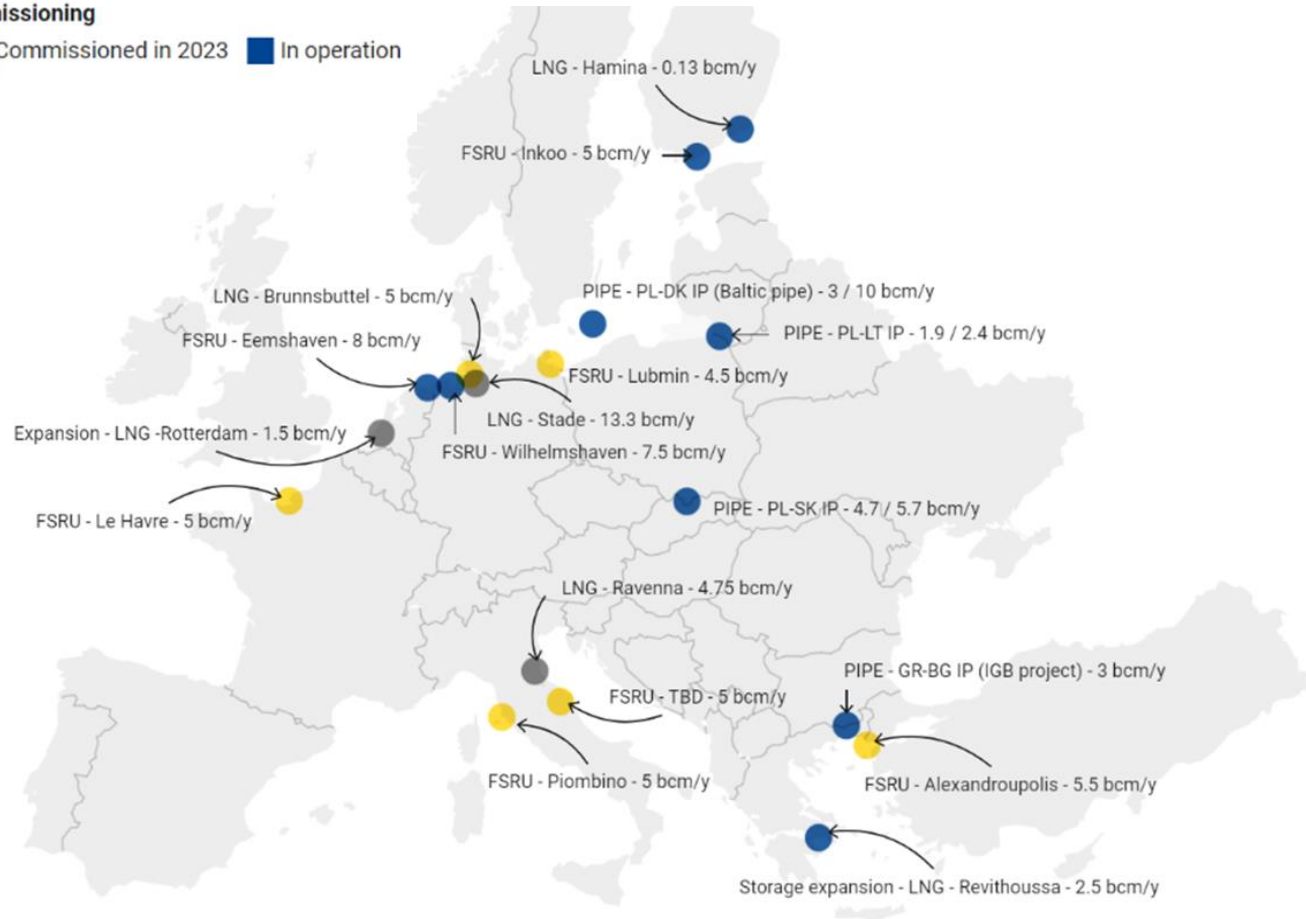 issioning
Commissioned in 2023 In operation
LNG - Hamina - 0.13 bcm/y
FSRU - Inkoo - 5 bcm/y
LNG - Brunnsbuttel - 5 bcm/y
PIPE - PL-DK IP (Baltic pipe) - 3 / 10 bcm/y
FSRU - Eemshaven - 8 bcm/y
PIPE - PL-LT IP - 1.9 / 2.4 bcm/y
FSRU - Lubmin - 4.5 bcm/y
LNG - Stade - 13.3 bcm/y
Expansion - LNG -Rotterdam - 1.5 bcm/y
FSRU - Wilhelmshaven - 7.5 bcm/y
FSRU - Le Havre - 5 bcm/y
PIPE - PL-SK IP - 4.7 / 5.7 bcm/y
LNG - Ravenna - 4.75 bcm/y
PIPE - GR-BG IP (IGB project) - 3 bcm/y
FSRU - TBD - 5 bcm/y
FSRU - Piombino - 5 bcm/y
FSRU - Alexandroupolis - 5.5 bcm/y
Storage expansion - LNG - Revithoussa - 2.5 bcm/y